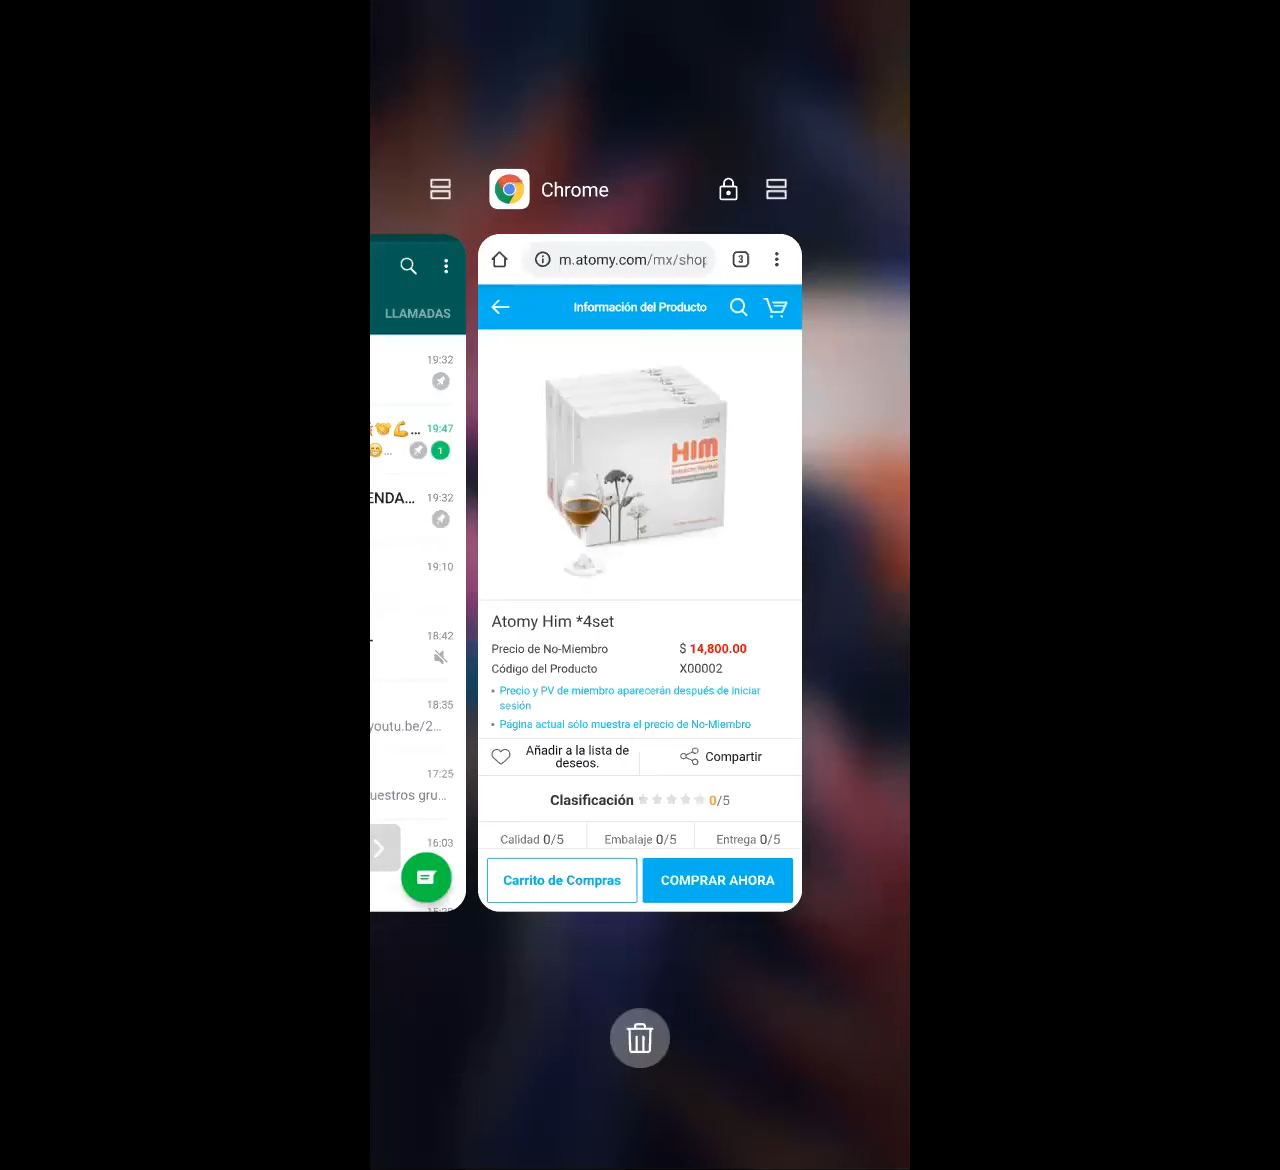 Chrome
m.atomy.com/mx/shop
3
LLAMADAS
Información del Producto
19:32
19:47
1
ENDA... 19:32
19:10
18:42
18:35
youtu.be/2...
17:25
uestros gru...
16:03
HIM
Atomy Him *4set
Precio de No-Miembro $ 14,800.00
Código del Producto X00002
• Precio y PV de miembro aparecerán después de iniciar
sesión
• Página actual sólo muestra el precio de No-Miembro
Añadir a la lista de
deseos.
Compartir
Clasificación 0/5
Calidad 0/5 Embalaje 0/5 Entrega 0/5
Carrito de Compras COMPRAR AHORA